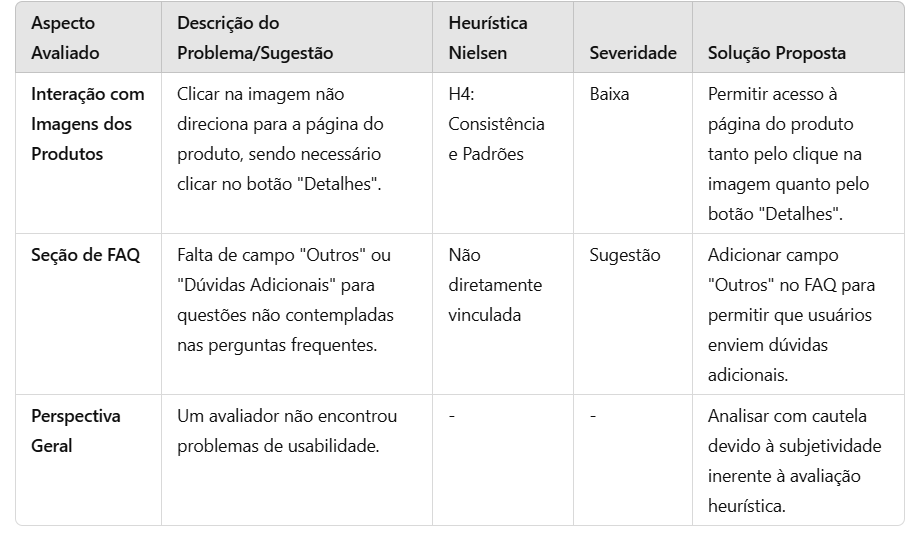 Aspecto Avaliado
Descrição do Problema/Sugestão
Heurística Nielsen
Severidade
Solução Proposta
Interação com Imagens dos Produtos
Clicar na imagem não direciona para a página do produto, sendo necessário clicar no botão "Detalhes".
H4: Consistência e Padrões
Baixa
Permitir acesso à página do produto tanto pelo clique na imagem quanto pelo botão "Detalhes".
Seção de FAQ
Falta de campo "Outros" ou "Dúvidas Adicionais" para questões não contempladas nas perguntas frequentes.
Não diretamente vinculada
Sugestão
Adicionar campo "Outros" no FAQ para permitir que usuários enviem dúvidas adicionais.
Perspectiva Geral
Um avaliador não encontrou problemas de usabilidade.
-
-
Analisar com cautela devido à subjetividade inerente à avaliação heurística.